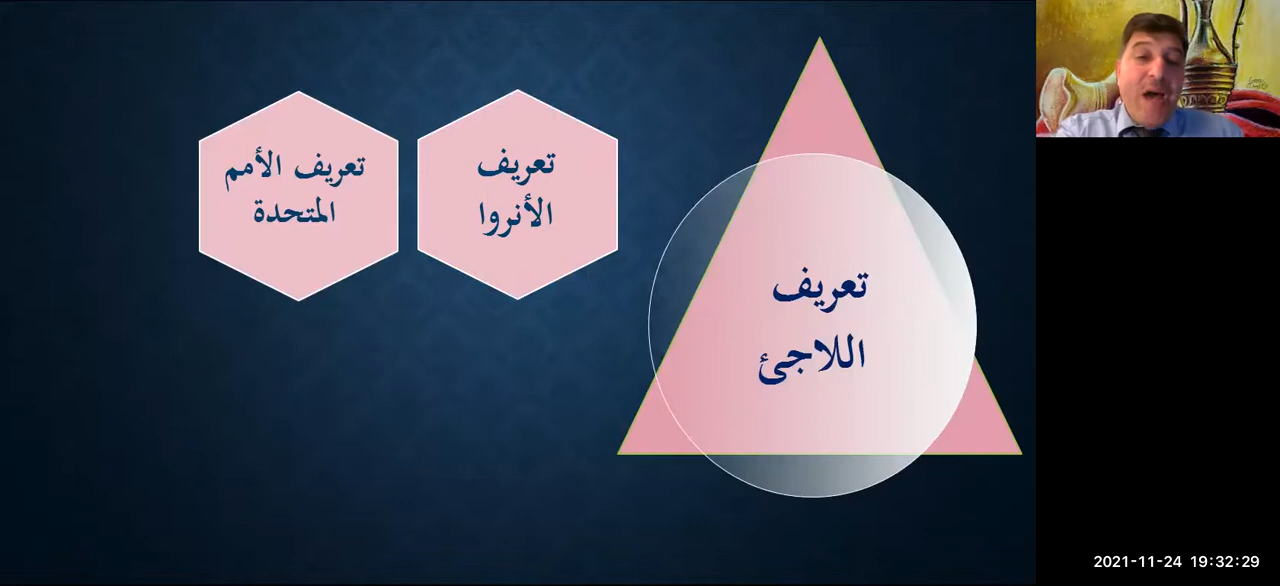 تعريف
اللاجئ
تعريف
الأنروا
تعريف الأمم
المتحدة
2021-11-24 19:32:29